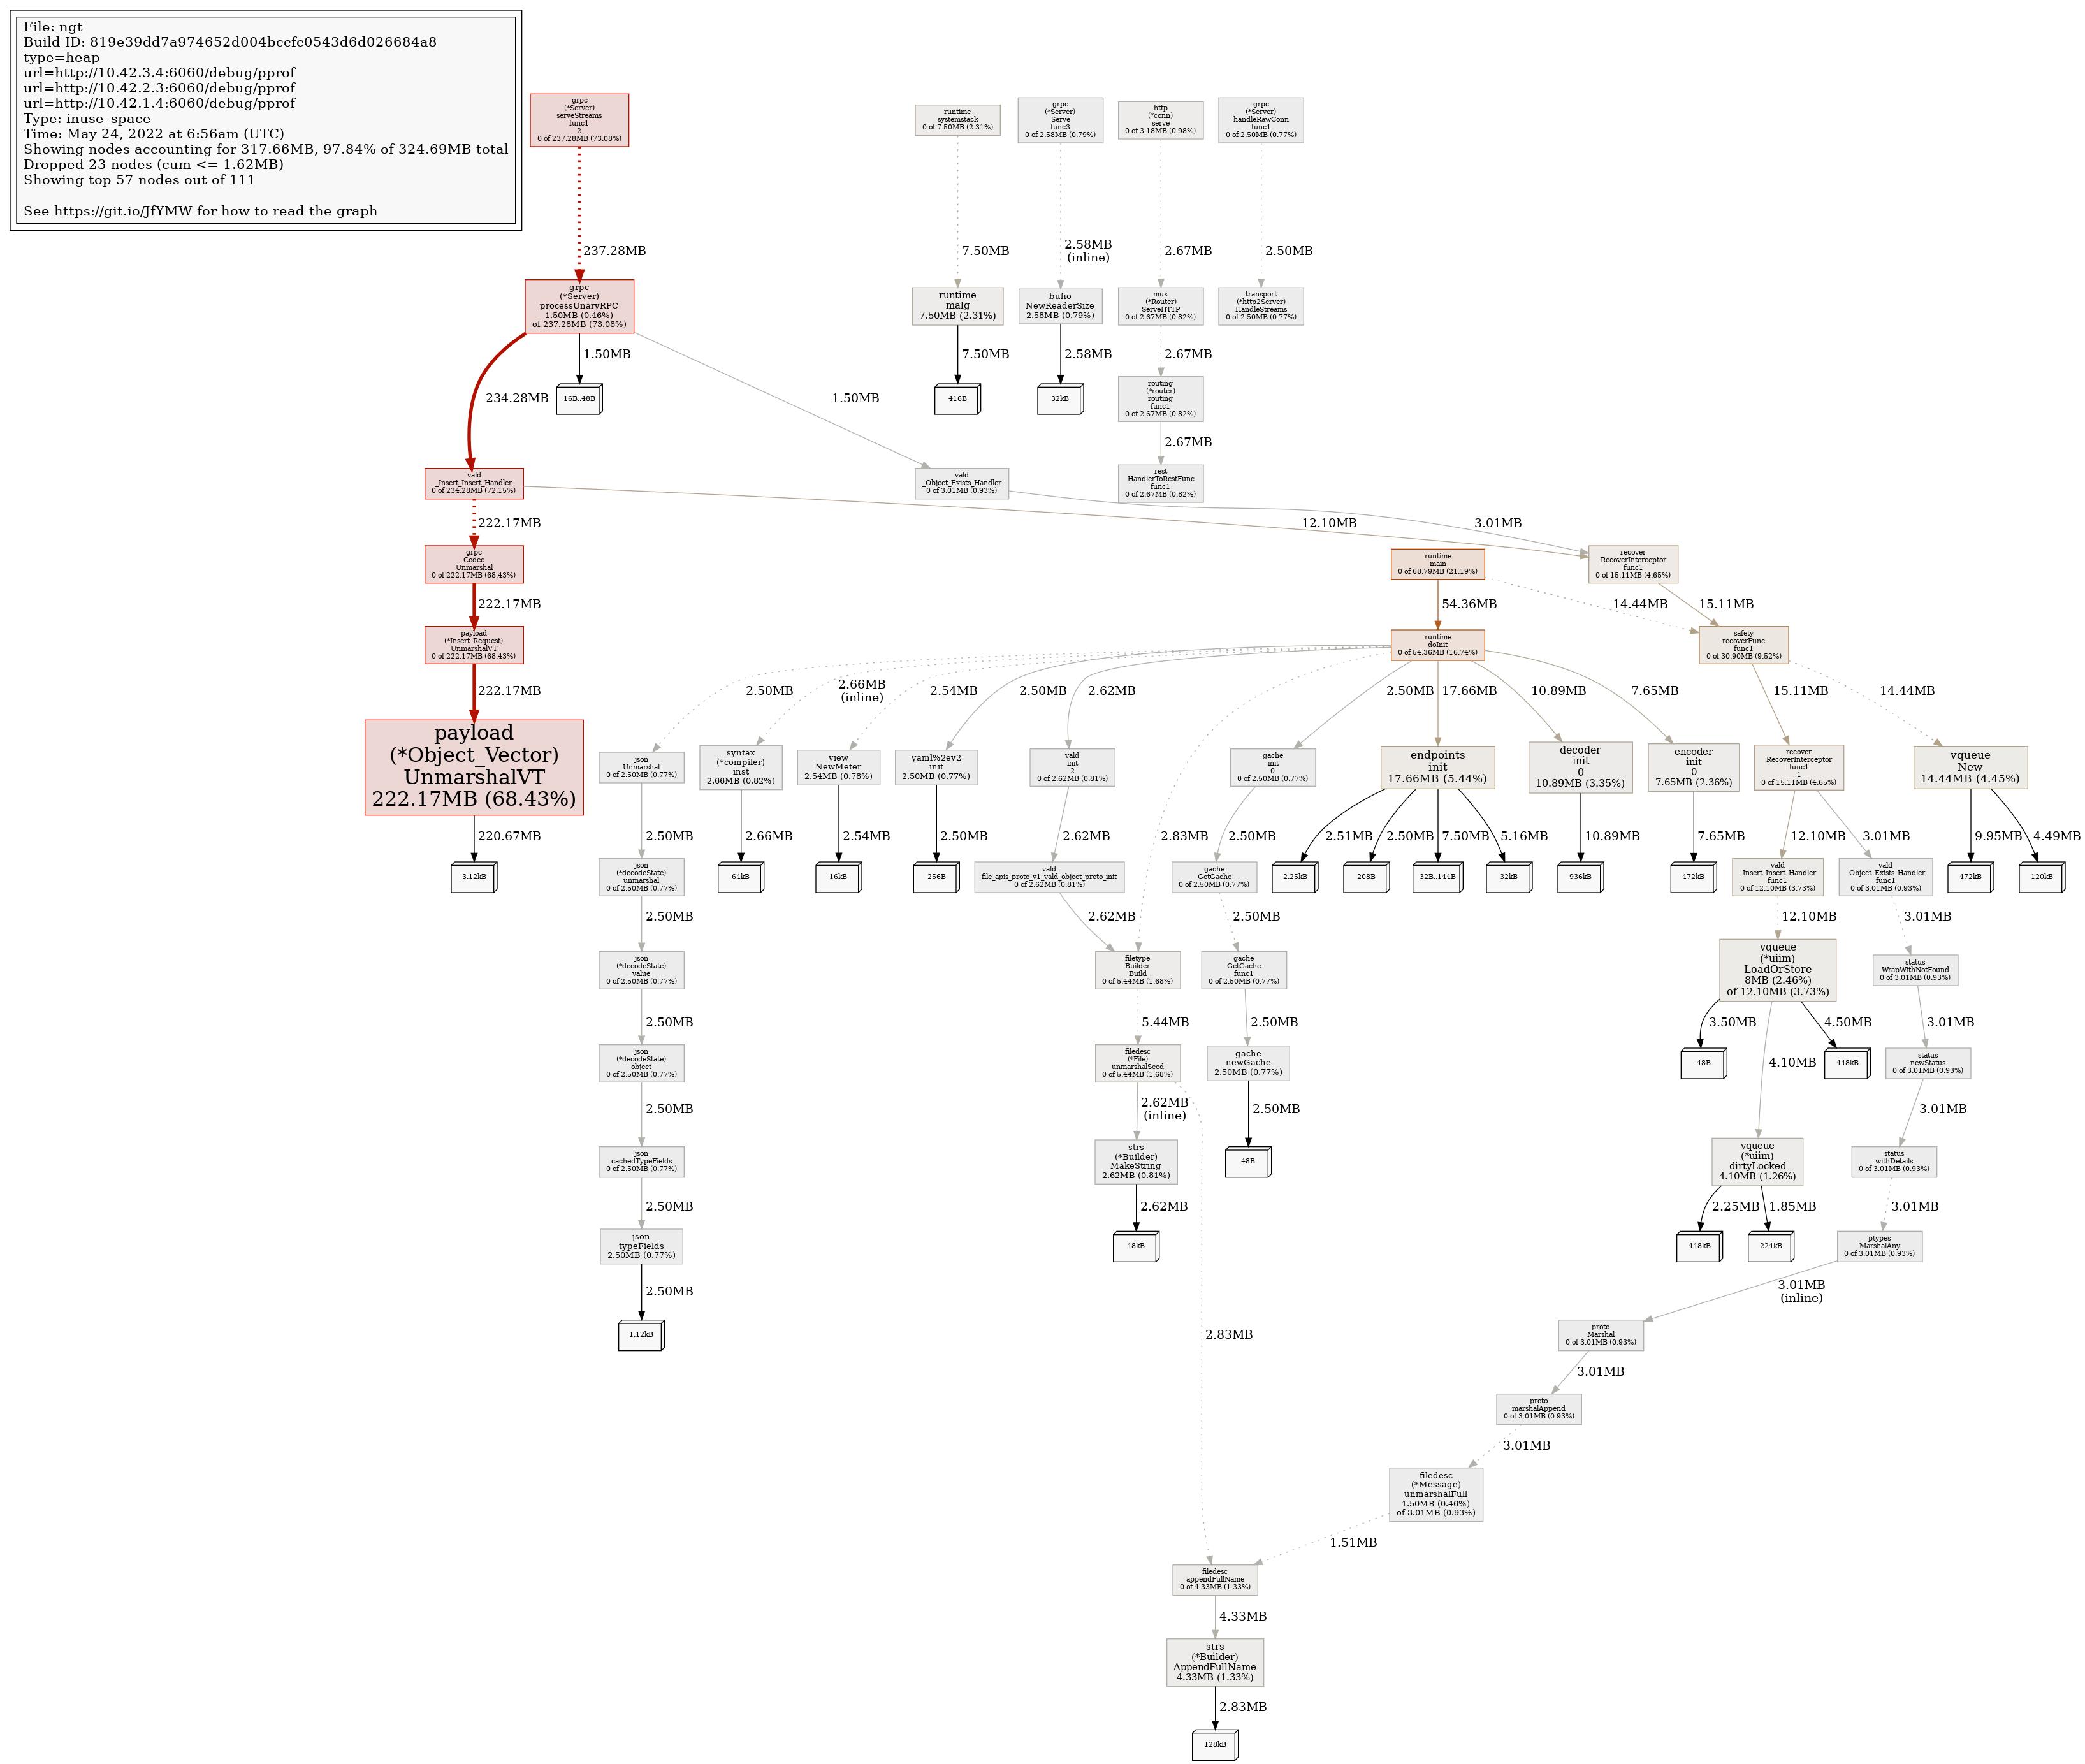 File: ngt
Build ID: 819e39dd7a974652d004bccfc0543d6d026684a8
type=heap
url=http://10.42.3.4:6060/debug/pprof
url=http://10.42.2.3:6060/debug/pprof
url=http://10.42.1.4:6060/debug/pprof
Type: inuse_space
Time: May 24, 2022 at 6:56am (UTC)
Showing nodes accounting for 317.66MB, 97.84% of 324.69MB total
Dropped 23 nodes (cum <= 1.62MB)
Showing top 57 nodes out of 111
See https://git.io/JfYMW for how to read the graph
grpc
(*Server)
serveStreams
func1
2
0 of 237.28MB (73.08%)
runtime
systemstack
0 of 7.50MB (2.31%)
grpc
(*Server)
Serve
func3
0 of 2.58MB (0.79%)
http
(*conn)
serve
0 of 3.18MB (0.98%)
grpc
(*Server)
handleRawConn
func1
0 of 2.50MB (0.77%)
237.28MB
7.50MB
2.58MB
(inline)
2.67MB
2.50MB
grpc
(*Server)
processUnaryRPC
1.50MB (0.46%)
of 237.28MB (73.08%)
runtime
malg
7.50MB (2.31%)
bufio
NewReaderSize
2.58MB (0.79%)
mux
(*Router)
ServeHTTP
0 of 2.67MB (0.82%)
transport
(*http2Server)
HandleStreams
0 of 2.50MB (0.77%)
1.50MB
7.50MB
2.58MB
2.67MB
234.28MB
16B..48B
1.50MB
416B
32kB
routing
(*router)
routing
func1
0 of 2.67MB (0.82%)
2.67MB
vald
_Insert_Insert_Handler
0 of 234.28MB (72.15%)
vald
_Object_Exists_Handler
0 of 3.01MB (0.93%)
rest
HandlerToRestFunc
func1
0 of 2.67MB (0.82%)
222.17MB
12.10MB
3.01MB
grpc
Codec
Unmarshal
0 of 222.17MB (68.43%)
runtime
main
0 of 68.79MB (21.19%)
recover
RecoverInterceptor
func1
0 of 15.11MB (4.65%)
222.17MB
54.36MB
14.44MB
15.11MB
payload
(*Insert_Request)
UnmarshalVT
0 of 222.17MB (68.43%)
runtime
doInit
0 of 54.36MB (16.74%)
safety
recoverFunc
func1
0 of 30.90MB (9.52%)
222.17MB
2.50MB
2.66MB
(inline)
2.54MB
2.50MB
2.62MB
2.50MB
17.66MB
10.89MB
7.65MB
15.11MB
14.44MB
payload
(*Object_Vector)
UnmarshalVT
222.17MB (68.43%)
json
Unmarshal
0 of 2.50MB (0.77%)
syntax
(*compiler)
inst
2.66MB (0.82%)
view
NewMeter
2.54MB (0.78%)
yaml%2ev2
init
2.50MB (0.77%)
vald
init
2
0 of 2.62MB (0.81%)
gache
init
0
0 of 2.50MB (0.77%)
endpoints
init
17.66MB (5.44%)
decoder
init
0
10.89MB (3.35%)
encoder
init
0
7.65MB (2.36%)
recover
RecoverInterceptor
func1
1
0 of 15.11MB (4.65%)
vqueue
New
14.44MB (4.45%)
220.67MB
2.50MB
2.66MB
2.54MB
2.50MB
2.62MB
2.83MB
2.50MB
2.51MB
2.50MB
7.50MB
5.16MB
10.89MB
7.65MB
12.10MB
3.01MB
9.95MB
4.49MB
3.12kB
json
(*decodeState)
unmarshal
0 of 2.50MB (0.77%)
64kB
16kB
256B
vald
file_apis_proto_v1_vald_object_proto_init
0 of 2.62MB (0.81%)
gache
GetGache
0 of 2.50MB (0.77%)
2.25kB
208B
32B..144B
32kB
936kB
472kB
vald
_Insert_Insert_Handler
func1
0 of 12.10MB (3.73%)
vald
_Object_Exists_Handler
func1
0 of 3.01MB (0.93%)
472kB
120kB
2.50MB
2.62MB
2.50MB
12.10MB
3.01MB
json
(*decodeState)
value
0 of 2.50MB (0.77%)
filetype
Builder
Build
0 of 5.44MB (1.68%)
gache
GetGache
func1
0 of 2.50MB (0.77%)
vqueue
(*uiim)
LoadOrStore
8MB (2.46%)
of 12.10MB (3.73%)
status
WrapWithNotFound
0 of 3.01MB (0.93%)
2.50MB
5.44MB
2.50MB
3.50MB
4.50MB
3.01MB
json
(*decodeState)
object
0 of 2.50MB (0.77%)
filedesc
(*File)
unmarshalSeed
0 of 5.44MB (1.68%)
gache
newGache
2.50MB (0.77%)
48B
4.10MB
448kB
status
newStatus
0 of 3.01MB (0.93%)
2.50MB
2.62MB
(inline)
2.50MB
3.01MB
json
cachedTypeFields
0 of 2.50MB (0.77%)
strs
(*Builder)
MakeString
2.62MB (0.81%)
48B
vqueue
(*uiim)
dirtyLocked
4.10MB (1.26%)
status
withDetails
0 of 3.01MB (0.93%)
2.50MB
2.62MB
2.25MB
1.85MB
3.01MB
json
typeFields
2.50MB (0.77%)
48kB
448kB
224kB
ptypes
MarshalAny
0 of 3.01MB (0.93%)
2.50MB
3.01MB
(inline)
1.12kB
2.83MB
proto
Marshal
0 of 3.01MB (0.93%)
3.01MB
proto
marshalAppend
0 of 3.01MB (0.93%)
3.01MB
filedesc
(*Message)
unmarshalFull
1.50MB (0.46%)
of 3.01MB (0.93%)
1.51MB
filedesc
appendFullName
0 of 4.33MB (1.33%)
4.33MB
strs
(*Builder)
AppendFullName
4.33MB (1.33%)
2.83MB
128kB